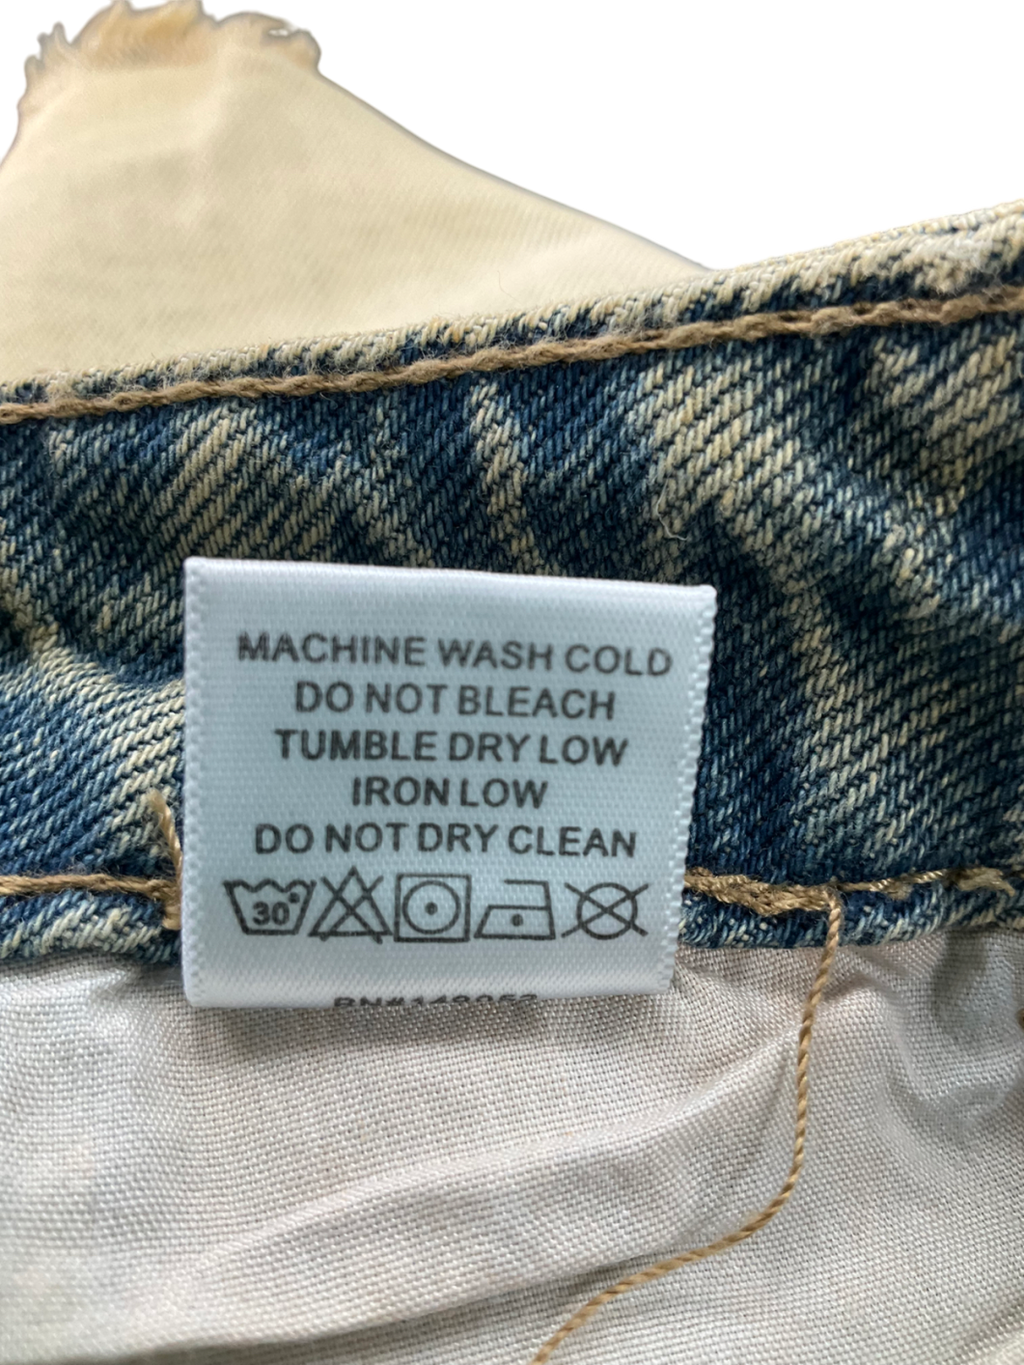 MACHINE WASH COLD
DO NOT BLEACH
TUMBLE DRY LOW
IRON LOW
DO NOT DRY CLEAN
30°